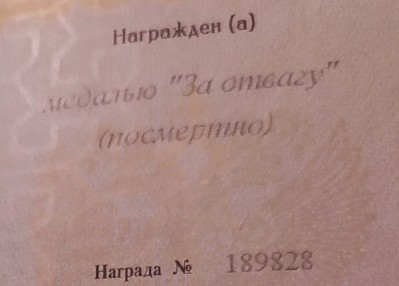 Награжден (а)
медалью "За отвагу"
(посмертно)
Награда № 189828